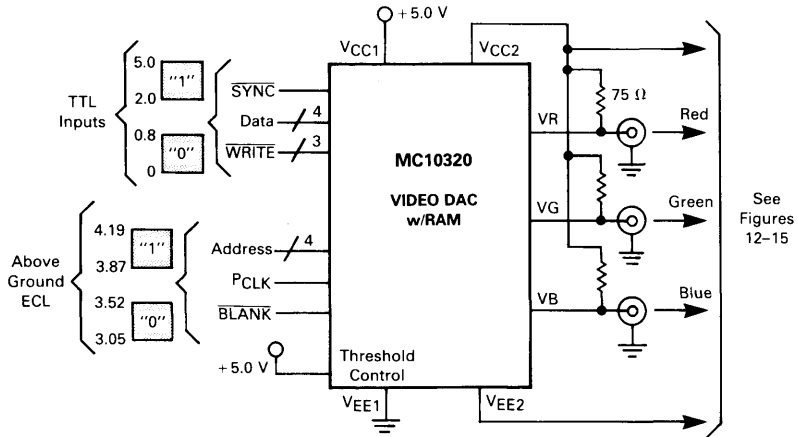 +5.0 V
VCC1
VCC2
TTL
Inputs
5.0
2.0
0.8
0
"1"
"0"
SYNC
Data
4
WRITE
3
MC10320
VIDEO DAC
w/RAM
75 Ω
VR
Red
VG
Green
VB
Blue
See
Figures
12–15
Above
Ground
ECL
4.19
3.87
3.52
3.05
"1"
"0"
Address
4
PCLK
BLANK
+5.0 V
Threshold
Control
VEE1
VEE2